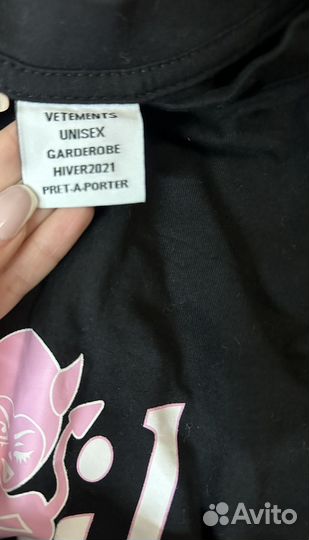 VETEMENTS
UNISEX
GARDEROBE
HIVER2021
PRET-A-PORTER
Avito